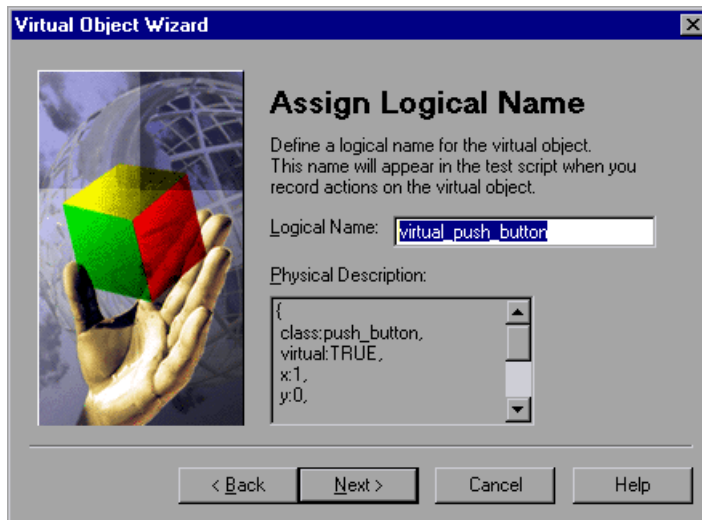 Virtual Object Wizard
Assign Logical Name
Define a logical name for the virtual object.
This name will appear in the test script when you
record actions on the virtual object.
Logical Name: virtual_push_button
Physical Description:
{
class:push_button,
virtual:TRUE,
x:1,
y:0,
< Back Next > Cancel Help